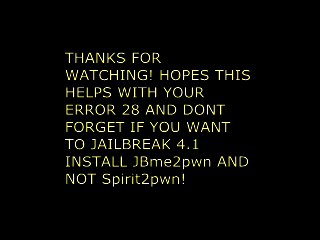 THANKS FOR
WATCHING! HOPES THIS
HELPS WITH YOUR
ERROR 28 AND DONT
FORGET IF YOU WANT
TO JAILBREAK 4.1
INSTALL JBme2pwn AND
NOT Spirit2pwn!